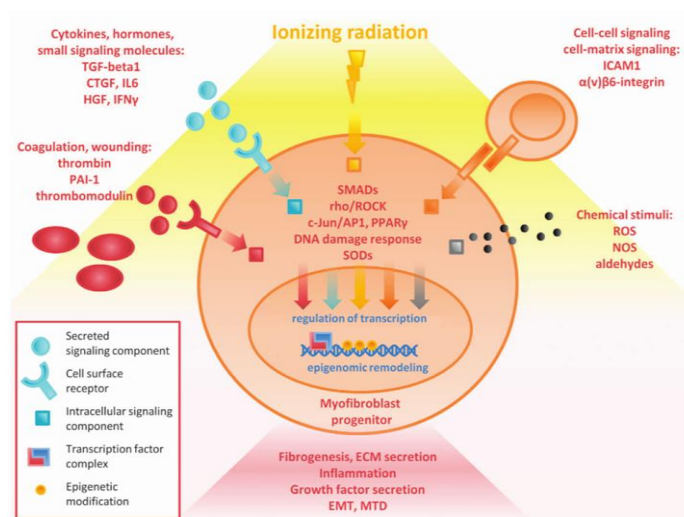 Ionizing radiation
Cytokines, hormones,
small signaling molecules:
TGF-beta1
CTGF, IL6
HGF, IFNγ
Cell-cell signaling
cell-matrix signaling:
ICAM1
α(v)β6-integrin
Coagulation, wounding:
thrombin
PAI-1
thrombomodulin
SMADs
rho/ROCK
c-Jun/AP1, PPARγ
DNA damage response
SODs
Chemical stimuli:
ROS
NOS
aldehydes
regulation of transcription
epigenomic remodeling
Myofibroblast
progenitor
Secreted
signaling component
Cell surface
receptor
Intracellular signaling
component
Transcription factor
complex
Epigenetic
modification
Fibrogenesis, ECM secretion
Inflammation
Growth factor secretion
EMT, MTD